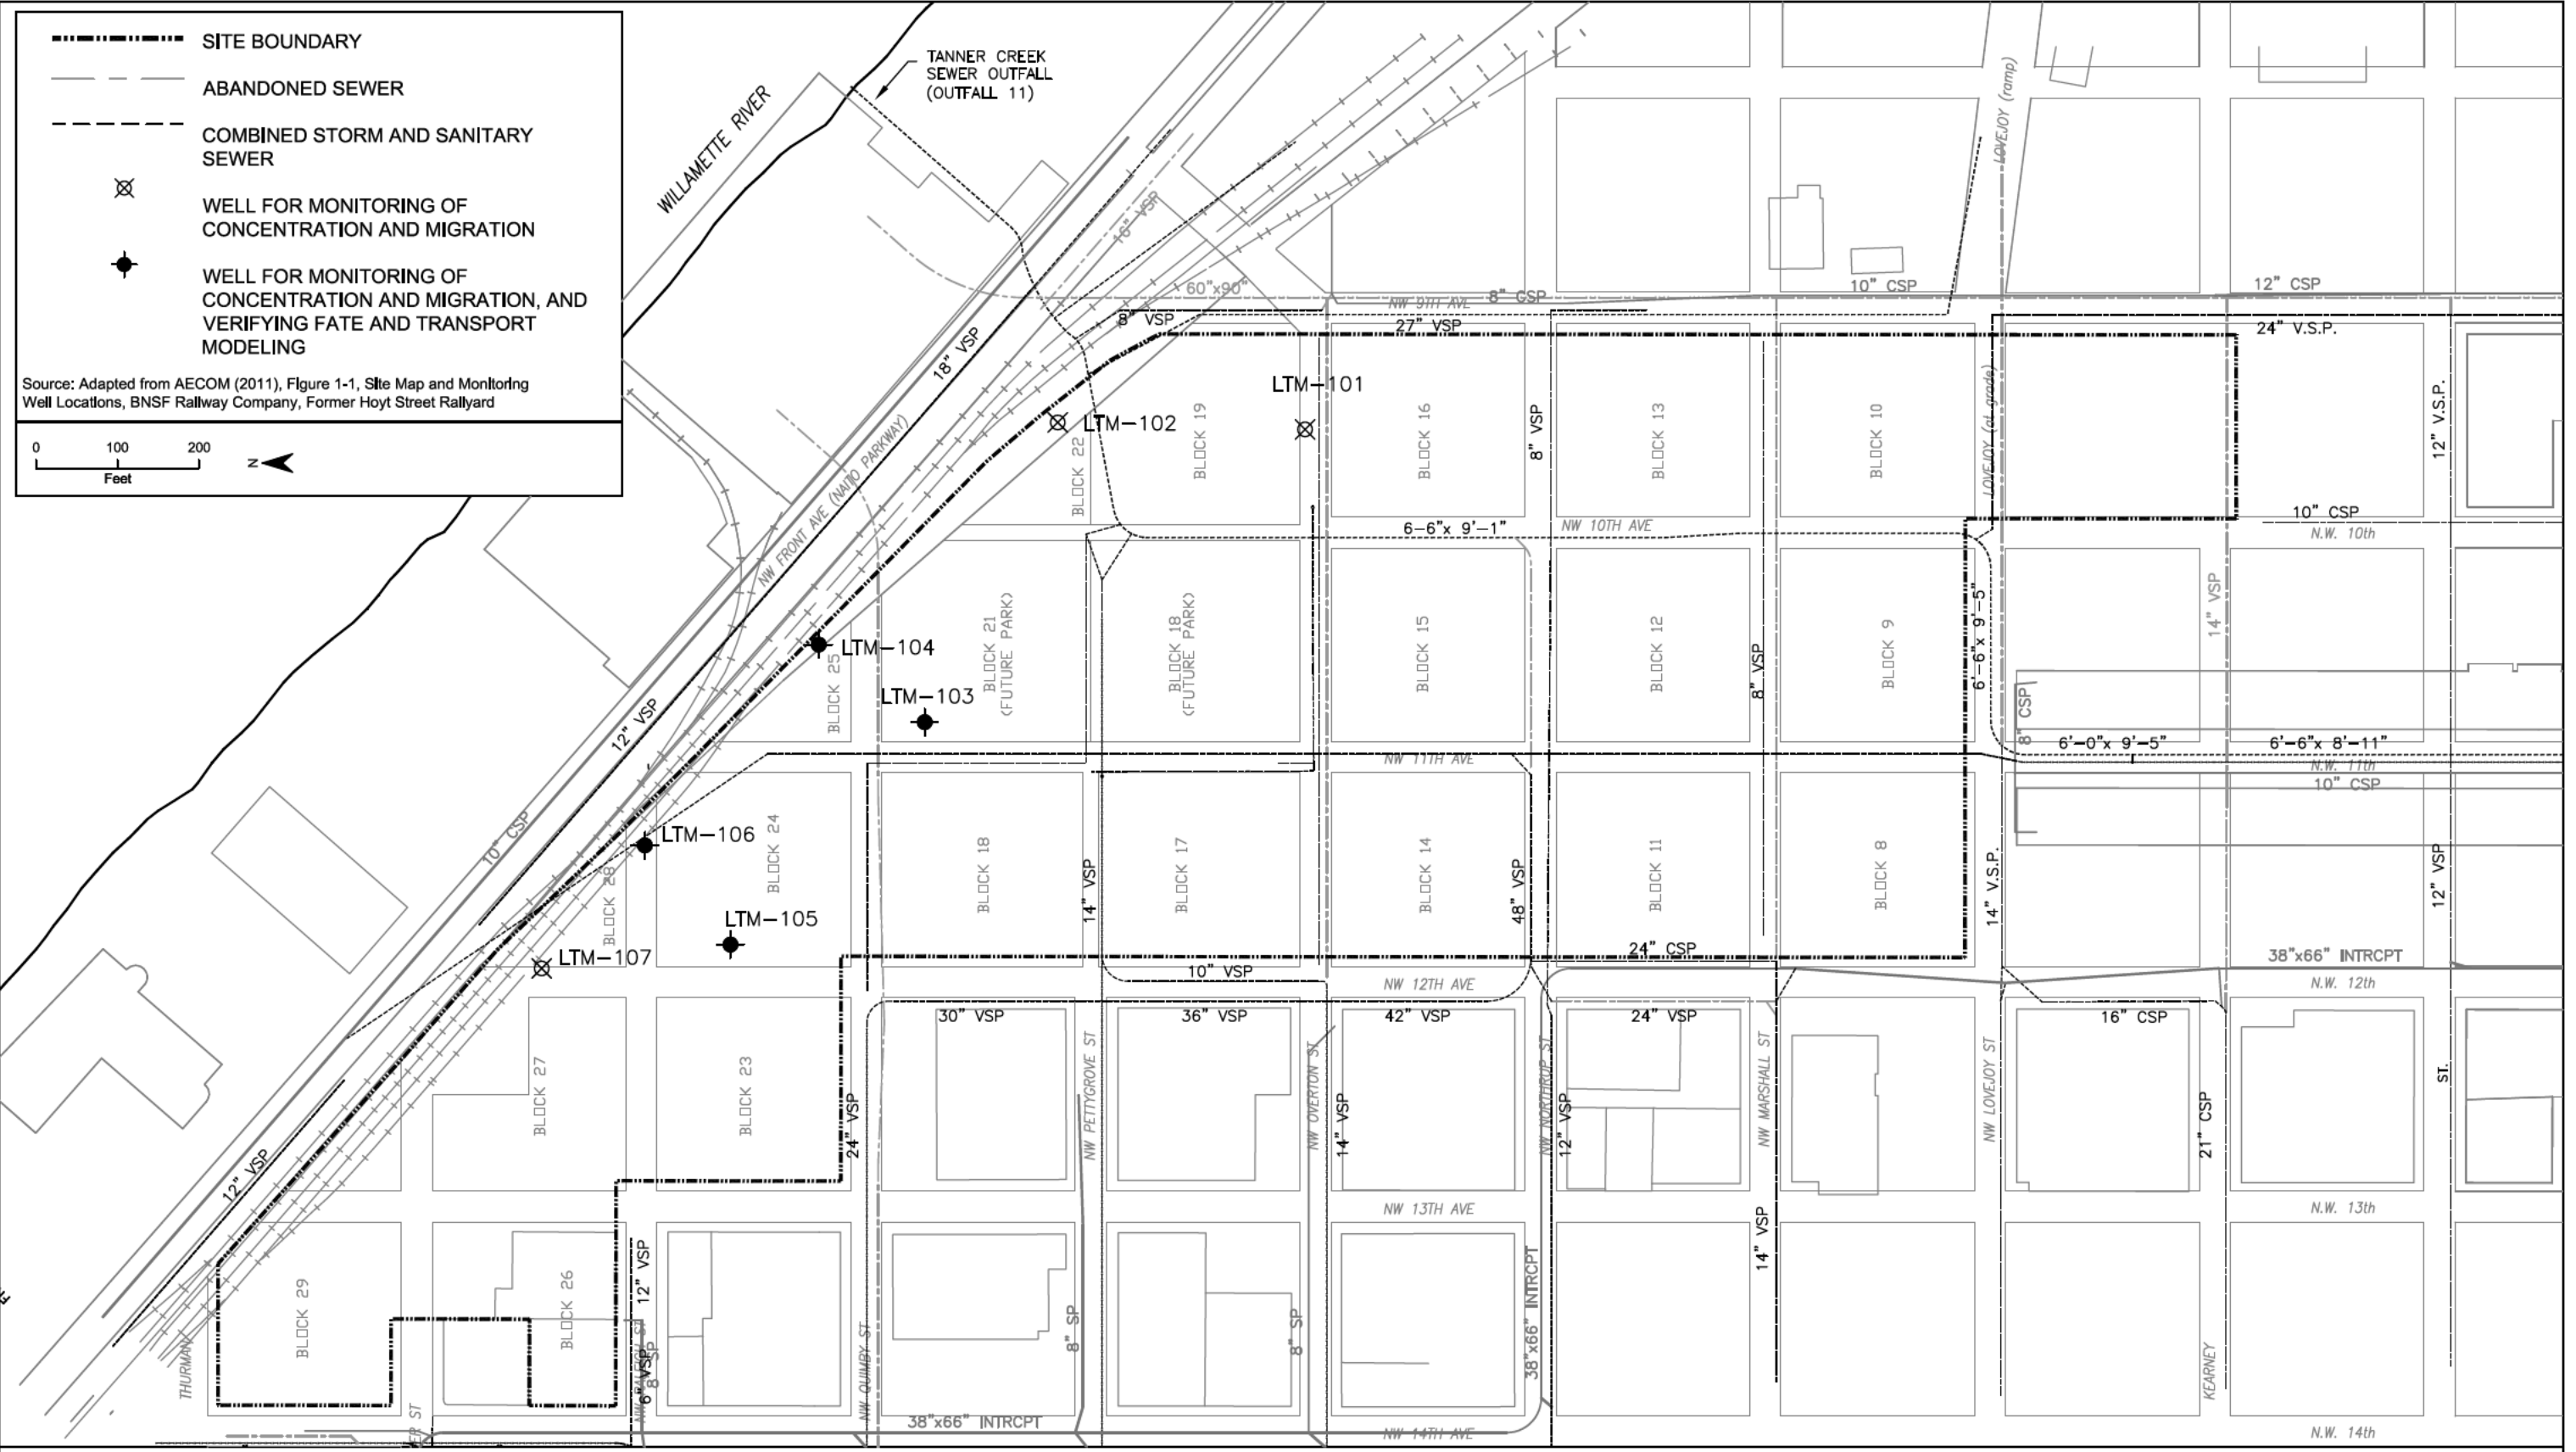 SITE BOUNDARY
ABANDONED SEWER
COMBINED STORM AND SANITARY
SEWER
WELL FOR MONITORING OF
CONCENTRATION AND MIGRATION
WELL FOR MONITORING OF
CONCENTRATION AND MIGRATION, AND
VERIFYING FATE AND TRANSPORT
MODELING
Source: Adapted from AECOM (2011), Figure 1-1, Site Map and Monitoring
Well Locations, BNSF Railway Company, Former Hoyt Street Railyard
0 100 200
Feet
N
WILLAMETTE RIVER
TANNER CREEK
SEWER OUTFALL
(OUTFALL 11)
LOVEJOY (ramp)
16" VSP
60"x90"
NW 9TH AVE
8" CSP
10" CSP
12" CSP
8" VSP
27" VSP
24" V.S.P.
18" VSP
LTM-101
LTM-102
BLOCK 22
BLOCK 19
BLOCK 16
8" VSP
BLOCK 13
BLOCK 10
LOVEJOY (at grade)
12" V.S.P.
NW FRONT AVE (NAITO PARKWAY)
6-6"x 9'-1"
NW 10TH AVE
10" CSP
N.W. 10th
LTM-104
BLOCK 25
LTM-103
BLOCK 21
(FUTURE PARK)
BLOCK 18
(FUTURE PARK)
BLOCK 15
BLOCK 12
8" VSP
BLOCK 9
6'-6"x 9'-5"
14" VSP
8" CSP
12" VSP
NW 11TH AVE
6'-0"x 9'-5"
6'-6"x 8'-11"
N.W. 11th
10" CSP
10" CSP
LTM-106
BLOCK 24
BLOCK 28
LTM-105
LTM-107
BLOCK 18
14" VSP
BLOCK 17
BLOCK 14
48" VSP
BLOCK 11
BLOCK 8
14" V.S.P.
12" VSP
24" CSP
38"x66" INTRCPT
10" VSP
NW 12TH AVE
N.W. 12th
30" VSP
36" VSP
42" VSP
24" VSP
16" CSP
BLOCK 27
BLOCK 23
24" VSP
NW PETTYGROVE ST
NW OVERTON ST
14" VSP
NW NORTHRUP ST
12" VSP
NW MARSHALL ST
NW LOVEJOY ST
21" CSP
ST.
12" VSP
NW 13TH AVE
N.W. 13th
BLOCK 29
BLOCK 26
12" VSP
6" VSP
8" SP
NW QUIMBY ST
8" SP
8" SP
38"x66" INTRCPT
14" VSP
THURMAN
KEARNEY
ER ST
38"x66" INTRCPT
NW 14TH AVE
N.W. 14th